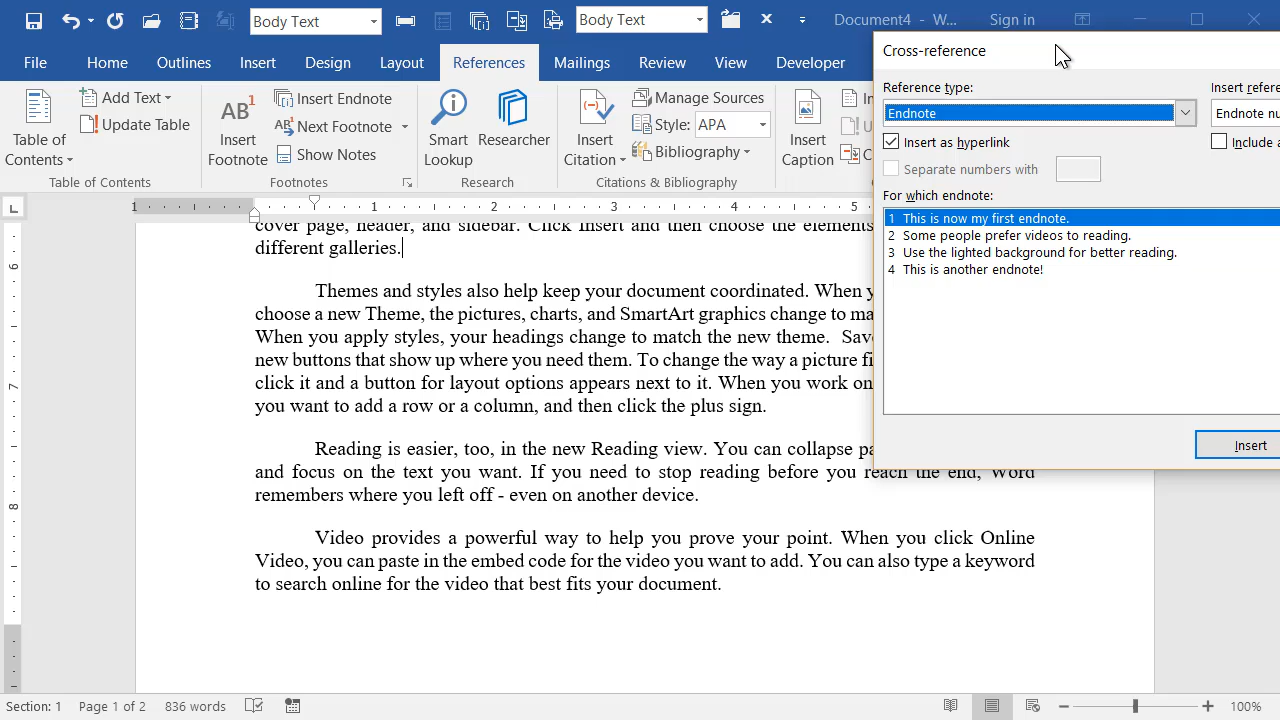 Body Text
Body Text
Document4 - W...
Sign in
File
Home
Outlines
Insert
Design
Layout
References
Mailings
Review
View
Developer
Table of
Contents
Add Text
Update Table
Table of Contents
AB1
Insert
Footnote
Insert Endnote
AB Next Footnote
Show Notes
Footnotes
Smart
Lookup
Researcher
Research
Insert
Citation
Manage Sources
Style: APA
Bibliography
Citations & Bibliography
Insert
Caption
Cross-reference
Reference type:
Endnote
Insert as hyperlink
Separate numbers with
Insert
Endnote
Include
For which endnote:
1 This is now my first endnote.
2 Some people prefer videos to reading.
3 Use the lighted background for better reading.
4 This is another endnote!
Insert
L
1 1 2 3 4 5
6
7
8
cover page, header, and sidebar. Click Insert and then choose the elements
different galleries.
Themes and styles also help keep your document coordinated. When
choose a new Theme, the pictures, charts, and SmartArt graphics change to
When you apply styles, your headings change to match the new theme. Save
new buttons that show up where you need them. To change the way a picture
click it and a button for layout options appears next to it. When you work on
you want to add a row or a column, and then click the plus sign.
Reading is easier, too, in the new Reading view. You can collapse
and focus on the text you want. If you need to stop reading before you reach the end, Word
remembers where you left off - even on another device.
Video provides a powerful way to help you prove your point. When you click Online
Video, you can paste in the embed code for the video you want to add. You can also type a keyword
to search online for the video that best fits your document.
Section: 1
Page 1 of 2
836 words
100%